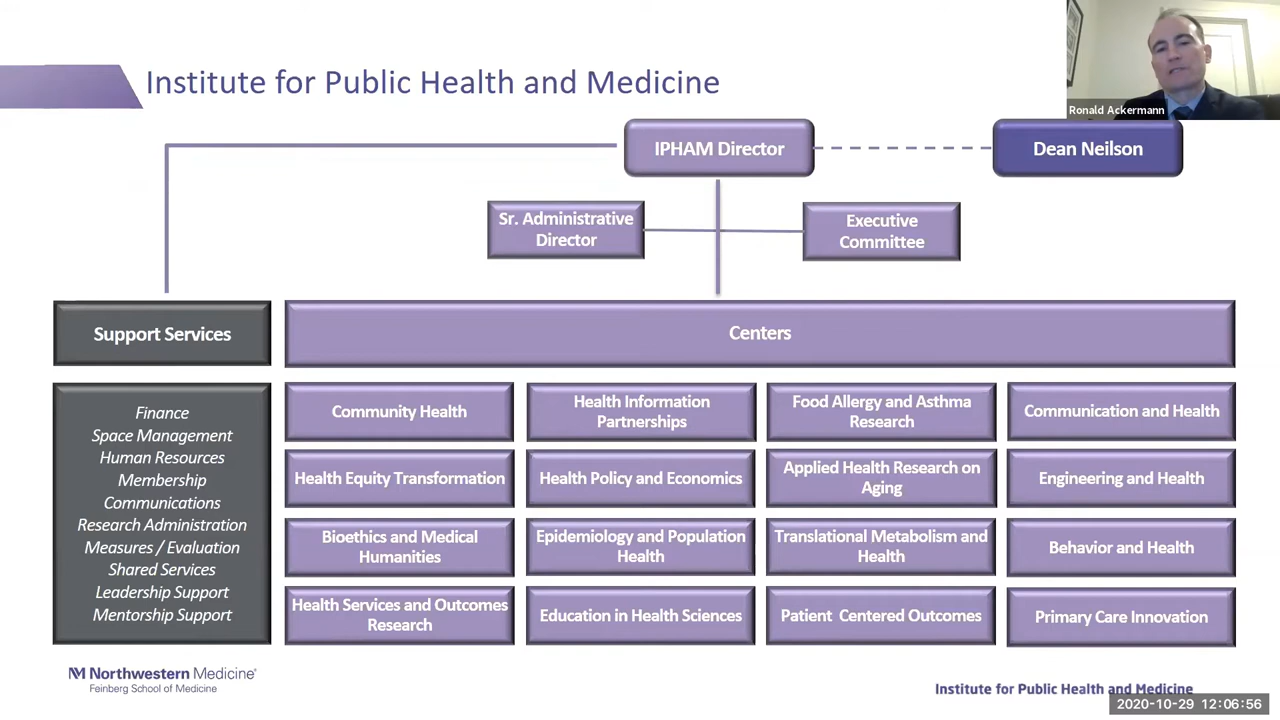 Institute for Public Health and Medicine
Ronald Ackermann
IPHAM Director
Dean Neilson
Sr. Administrative
Director
Executive
Committee
Support Services
Centers
Finance
Space Management
Human Resources
Membership
Communications
Research Administration
Measures / Evaluation
Shared Services
Leadership Support
Mentorship Support
Community Health
Health Information
Partnerships
Food Allergy and Asthma
Research
Communication and Health
Health Equity Transformation
Health Policy and Economics
Applied Health Research on
Aging
Engineering and Health
Bioethics and Medical
Humanities
Epidemiology and Population
Health
Translational Metabolism and
Health
Behavior and Health
Health Services and Outcomes
Research
Education in Health Sciences
Patient Centered Outcomes
Primary Care Innovation
NM Northwestern Medicine
Feinberg School of Medicine
Institute for Public Health and Medicine
2020-10-29 12:06:56